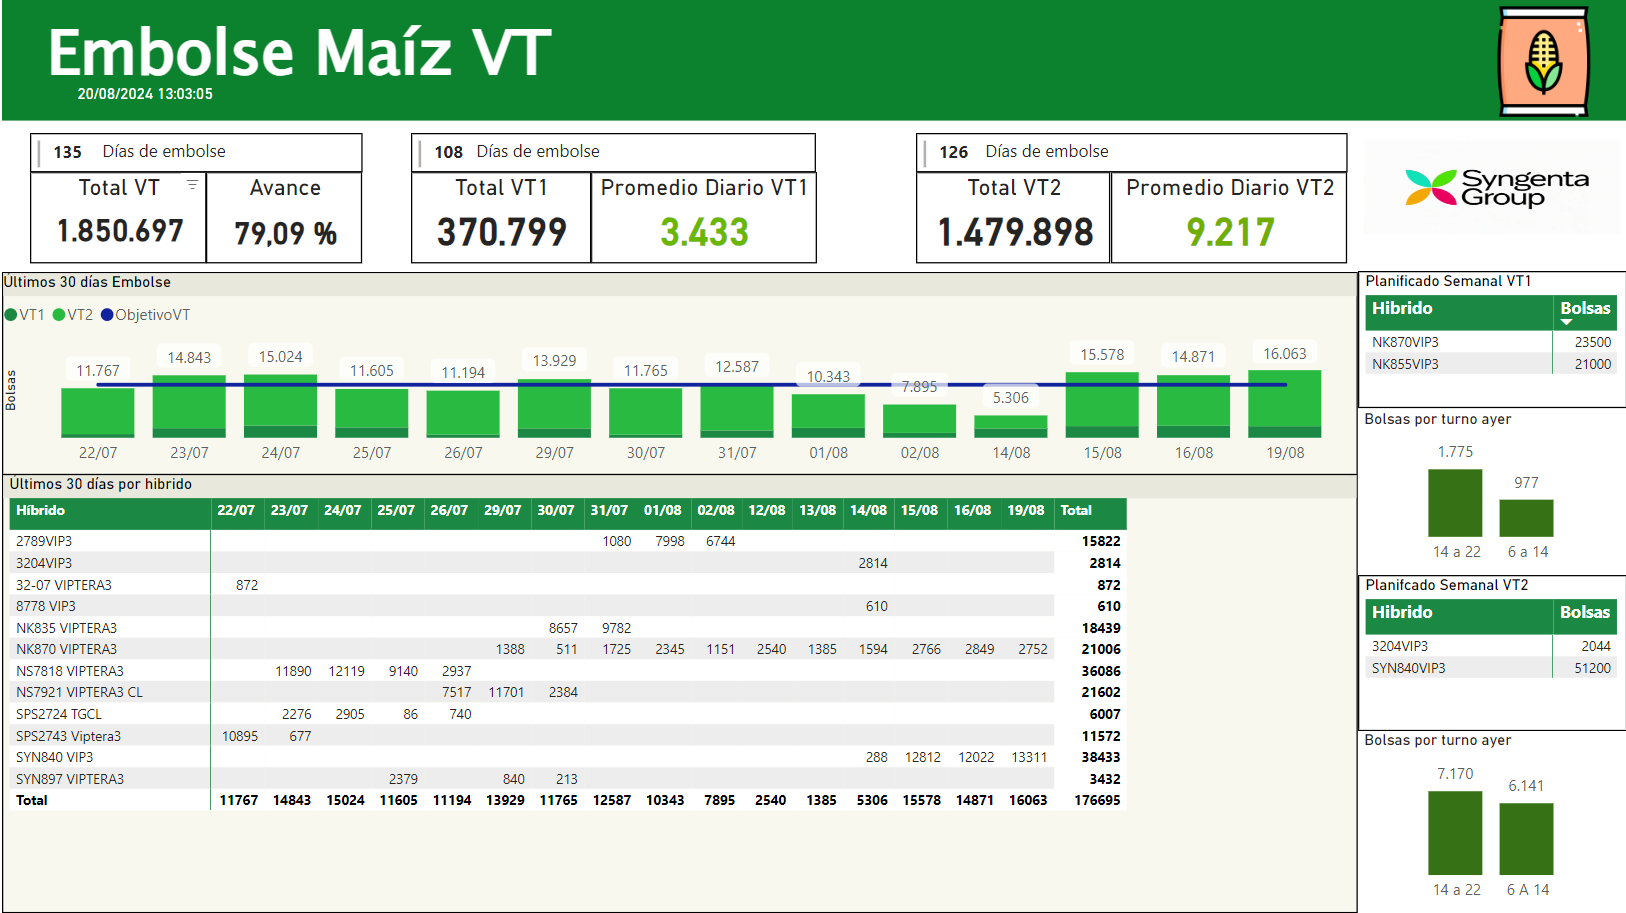 Embolse Maíz VT
20/08/2024 13:03:05
135 Días de embolse
Total VT Avance
1.850.697 79,09 %
108 Días de embolse
Total VT1 Promedio Diario VT1
370.799 3.433
126 Días de embolse
Total VT2 Promedio Diario VT2
1.479.898 9.217
Syngenta
Group
Últimos 30 días Embolse
VT1 VT2 ObjetivoVT
Bolsas
11.767 14.843 15.024 11.605 11.194 13.929 11.765 12.587 10.343 7.895 5.306 15.578 14.871 16.063
22/07 23/07 24/07 25/07 26/07 29/07 30/07 31/07 01/08 02/08 14/08 15/08 16/08 19/08
Últimos 30 días por hibrido
Híbrido 22/07 23/07 24/07 25/07 26/07 29/07 30/07 31/07 01/08 02/08 12/08 13/08 14/08 15/08 16/08 19/08 Total
2789VIP3 1080 7998 6744 15822
3204VIP3 2814 2814
32-07 VIPTERA3 872 872
8778 VIP3 610 610
NK835 VIPTERA3 8657 9782 18439
NK870 VIPTERA3 1388 511 1725 2345 1151 2540 1385 1594 2766 2849 2752 21006
NS7818 VIPTERA3 11890 12119 9140 2937 36086
NS7921 VIPTERA3 CL 7517 11701 2384 21602
SPS2724 TGCL 2276 2905 86 740 6007
SPS2743 Viptera3 10895 677 11572
SYN840 VIP3 288 12812 12022 13311 38433
SYN897 VIPTERA3 2379 840 213 3432
Total 11767 14843 15024 11605 11194 13929 11765 12587 10343 7895 2540 1385 5306 15578 14871 16063 176695
Planificado Semanal VT1
Hibrido Bolsas
NK870VIP3 23500
NK855VIP3 21000
Bolsas por turno ayer
1.775 977
14 a 22 6 a 14
Planifcado Semanal VT2
Hibrido Bolsas
3204VIP3 2044
SYN840VIP3 51200
Bolsas por turno ayer
7.170 6.141
14 a 22 6 A 14